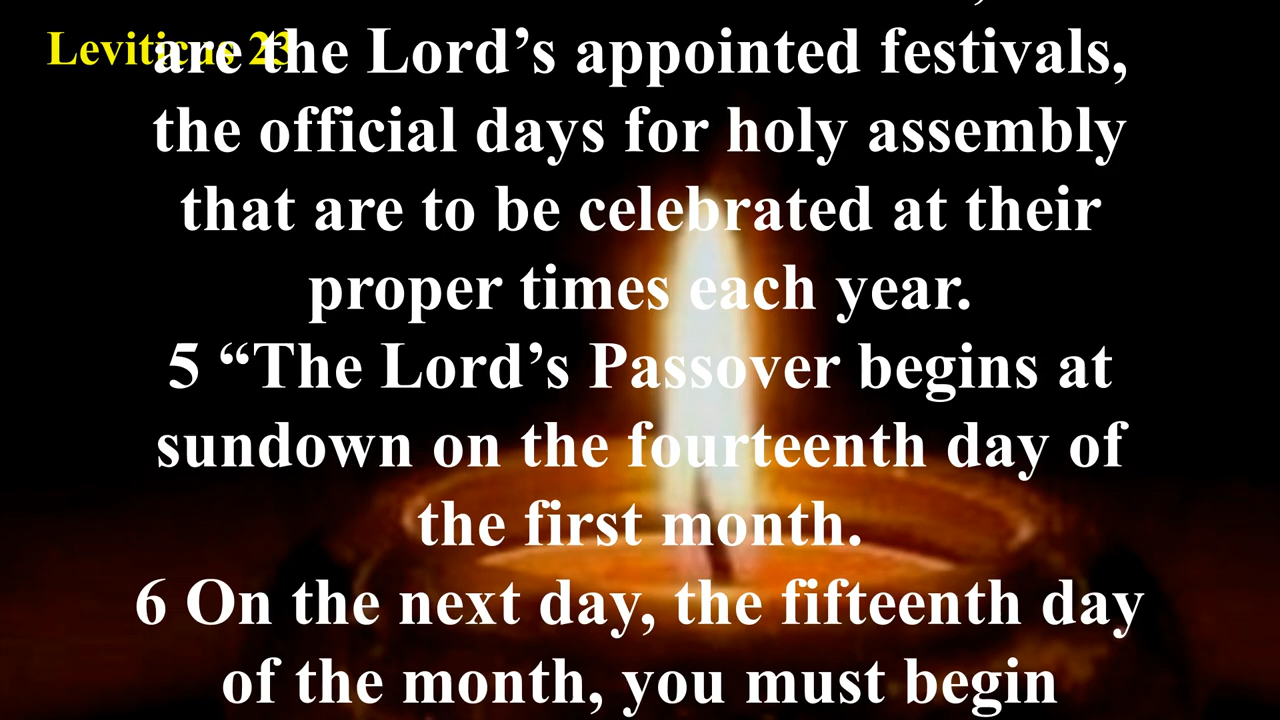 Leviticus 23
are the Lord’s appointed festivals,
the official days for holy assembly
that are to be celebrated at their
proper times each year.
5 “The Lord’s Passover begins at
sundown on the fourteenth day of
the first month.
6 On the next day, the fifteenth day
of the month, you must begin